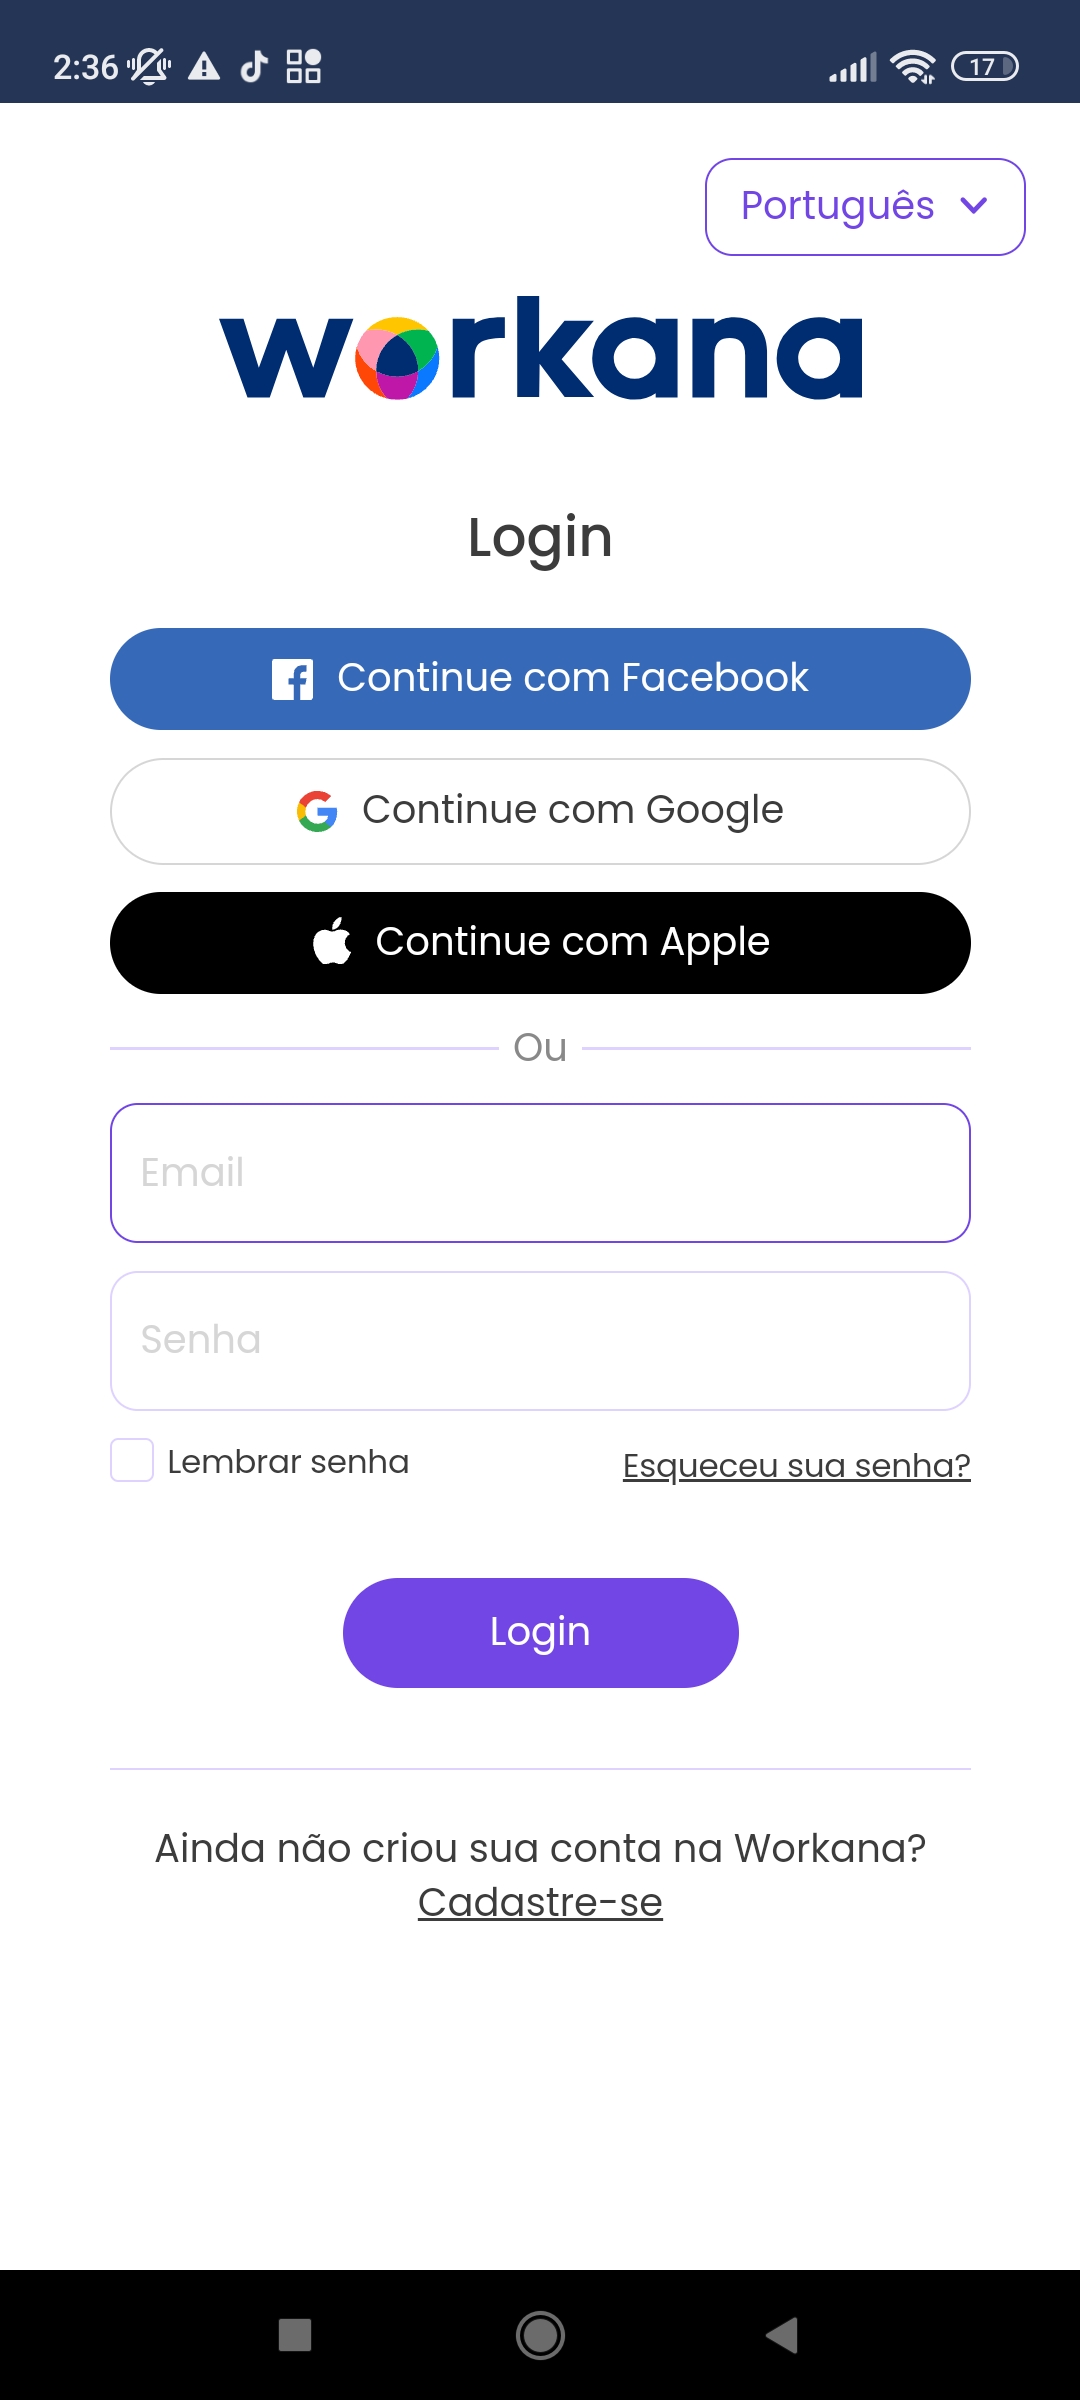 2:36
17
Português
workana
Login
Continue com Facebook
Continue com Google
Continue com Apple
Ou
Email
Senha
Lembrar senha
Esqueceu sua senha?
Login
Ainda não criou sua conta na Workana?
Cadastre-se